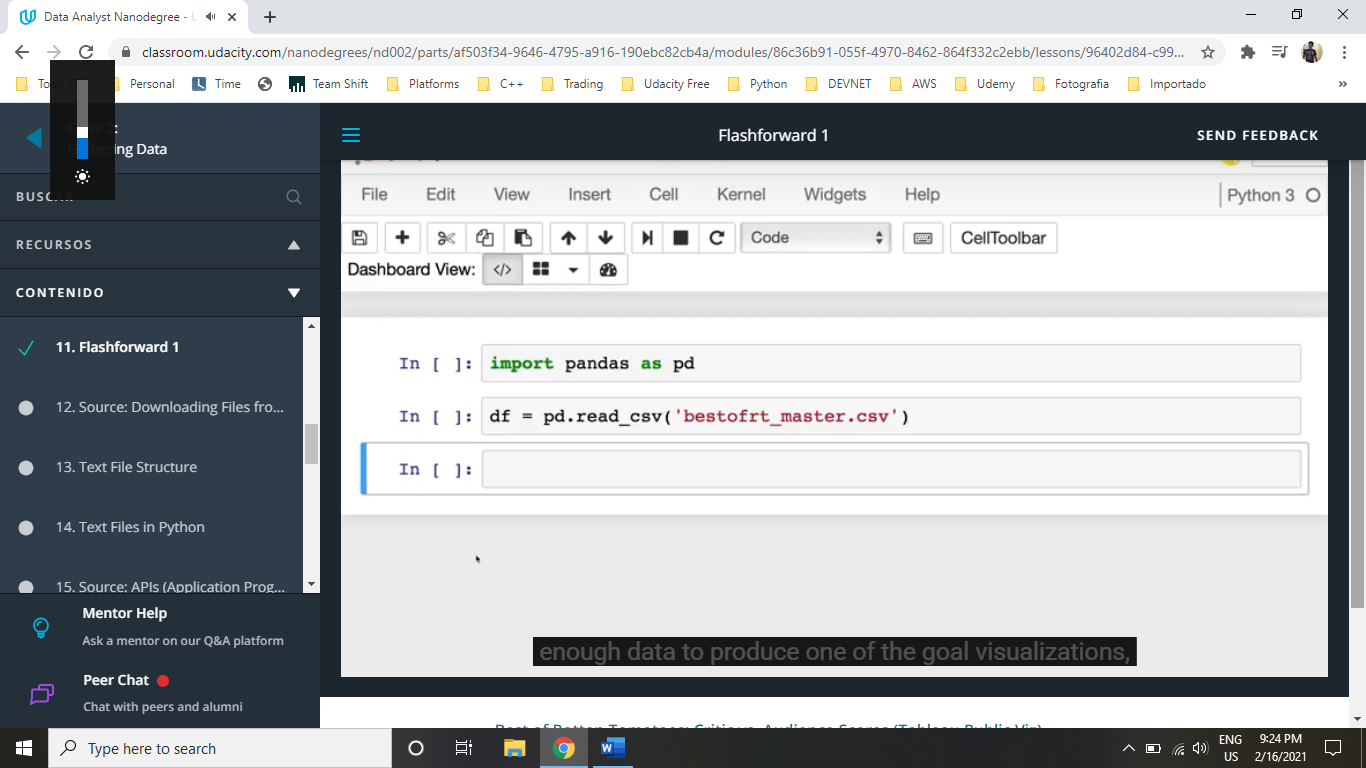 Data Analyst Nanodegree -
classroom.udacity.com/nanodegrees/nd002/parts/af503f34-9646-4795-a916-190ebc82cb4a/modules/86c36b91-055f-4970-8462-864f332c2ebb/lessons/96402d84-c99...
Personal
Time
Team Shift
Platforms
C++
Trading
Udacity Free
Python
DEVNET
AWS
Udemy
Fotografia
Importado
»
2:
ing Data
Flashforward 1
SEND FEEDBACK
RECURSOS
CONTENIDO
11. Flashforward 1
12. Source: Downloading Files fro...
13. Text File Structure
14. Text Files in Python
15. Source: APIs (Application Prog...
Mentor Help
Ask a mentor on our Q&A platform
Peer Chat
Chat with peers and alumni
File Edit View Insert Cell Kernel Widgets Help
Python 3
Code
CellToolbar
Dashboard View: </>
In [ ]: import pandas as pd
In [ ]: df = pd.read_csv('bestofrt_master.csv')
In [ ]:
enough data to produce one of the goal visualizations,
Type here to search
W
ENG
US
9:24 PM
2/16/2021